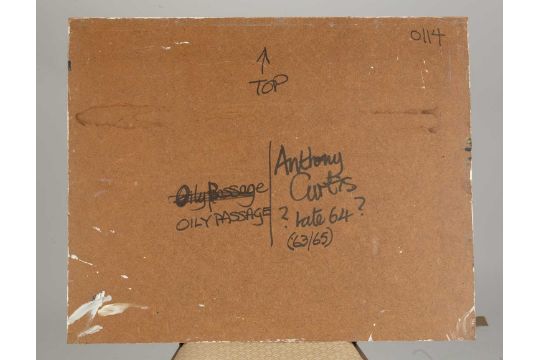 0114
↑
TOP
Oily Passage
OILY PASSAGE
Anthony
Curtis
? Late 64 ?
(63/65)